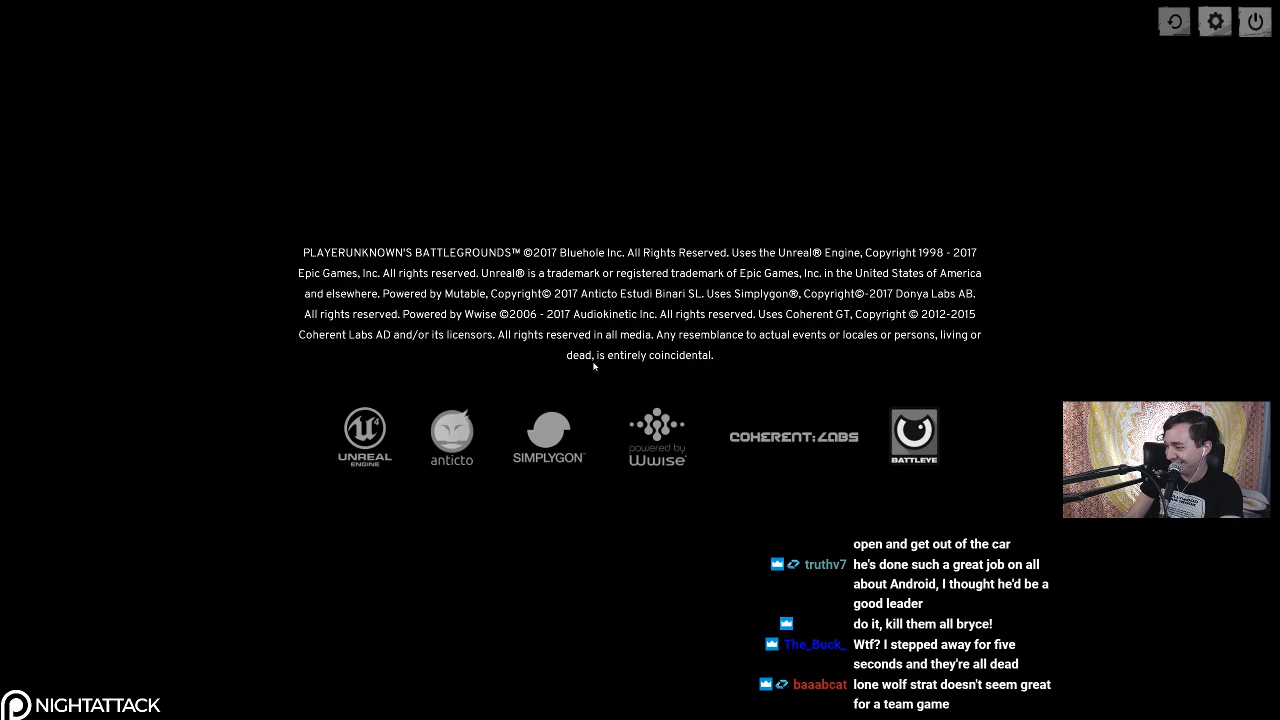 PLAYERUNKNOWN'S BATTLEGROUNDS™ ©2017 Bluehole Inc. All Rights Reserved. Uses the Unreal® Engine, Copyright 1998 - 2017
Epic Games, Inc. All rights reserved. Unreal® is a trademark or registered trademark of Epic Games, Inc. in the United States of America
and elsewhere. Powered by Mutable, Copyright© 2017 Anticto Estudi Binari SL. Uses Simplygon®, Copyright©-2017 Donya Labs AB.
All rights reserved. Powered by Wwise ©2006 - 2017 Audiokinetic Inc. All rights reserved. Uses Coherent GT, Copyright © 2012-2015
Coherent Labs AD and/or its licensors. All rights reserved in all media. Any resemblance to actual events or locales or persons, living or
dead, is entirely coincidental.
UNREAL
ENGINE
anticto
SIMPLYGON
powered by
Wwise
COHERENT:LABS
BATTLEYE
open and get out of the car
truthv7 he's done such a great job on all
about Android, I thought he'd be a
good leader
do it, kill them all bryce!
The_Buck_ Wtf? I stepped away for five
seconds and they're all dead
baaabcat lone wolf strat doesn't seem great
for a team game
NIGHTATTACK